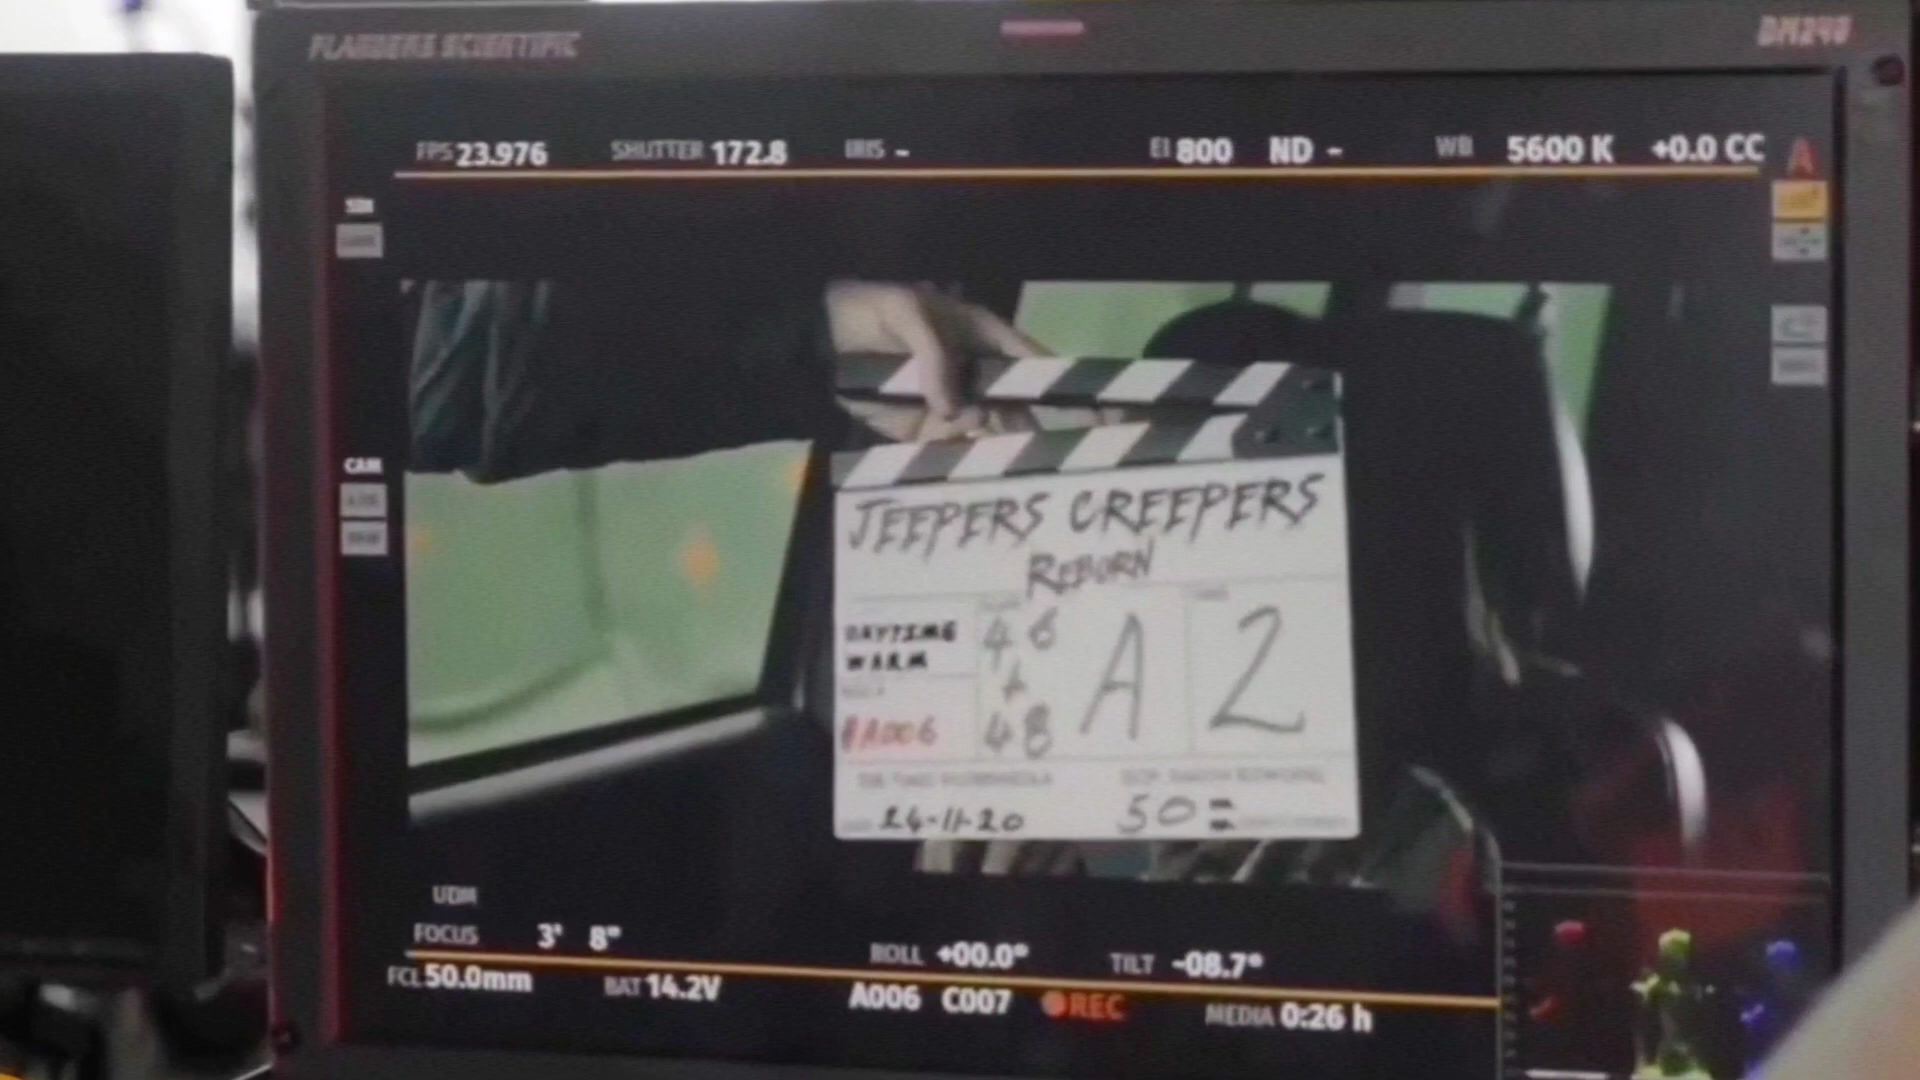 FLANDERS SCIENTIFIC
DM240
FPS 23.976 SHUTTER 172.8 IRIS - EI 800 ND - WB 5600 K +0.0 CC A
CAM
JEEPERS CREEPERS
REBORN
DAYTIME
WARM
46
A
48
A
2
#A006
24-11-20
50
UDM
FOCUS 3' 8"
ROLL +00.0° TILT -08.7°
FCL 50.0mm BAT 14.2V A006 C007 REC MEDIA 0:26 h